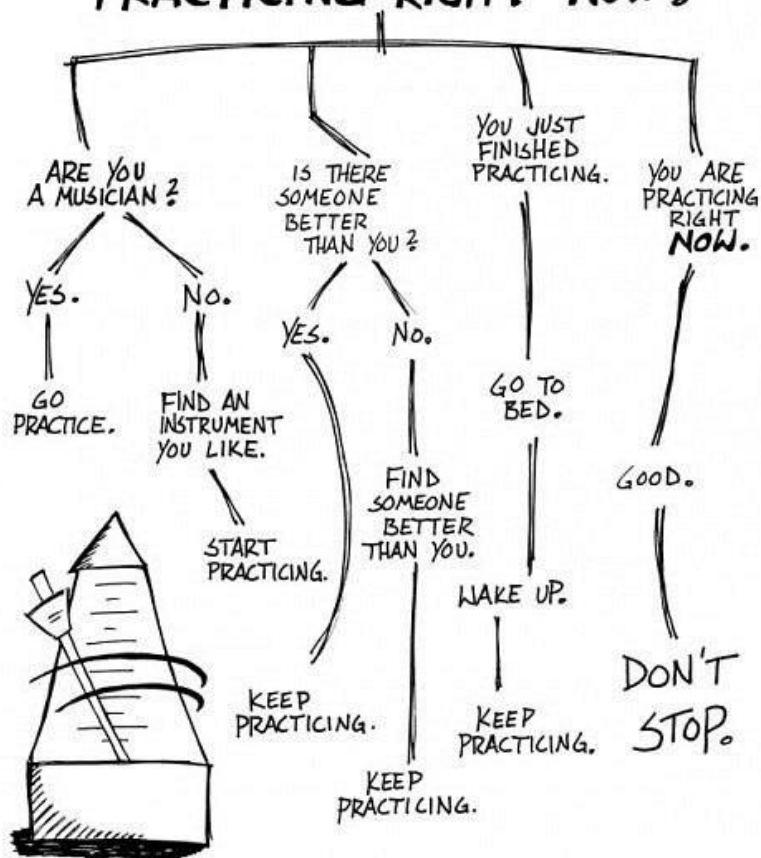 PRACTICING RIGHT NOW?
ARE YOU
A MUSICIAN?
YES.
GO
PRACTICE.
NO.
FIND AN
INSTRUMENT
YOU LIKE.
START
PRACTICING.
IS THERE
SOMEONE
BETTER
THAN YOU?
YES.
KEEP
PRACTICING.
NO.
FIND
SOMEONE
BETTER
THAN YOU.
KEEP
PRACTICING.
YOU JUST
FINISHED
PRACTICING.
GO TO
BED.
WAKE UP.
KEEP
PRACTICING.
YOU ARE
PRACTICING
RIGHT
NOW.
GOOD.
DON'T
STOP.